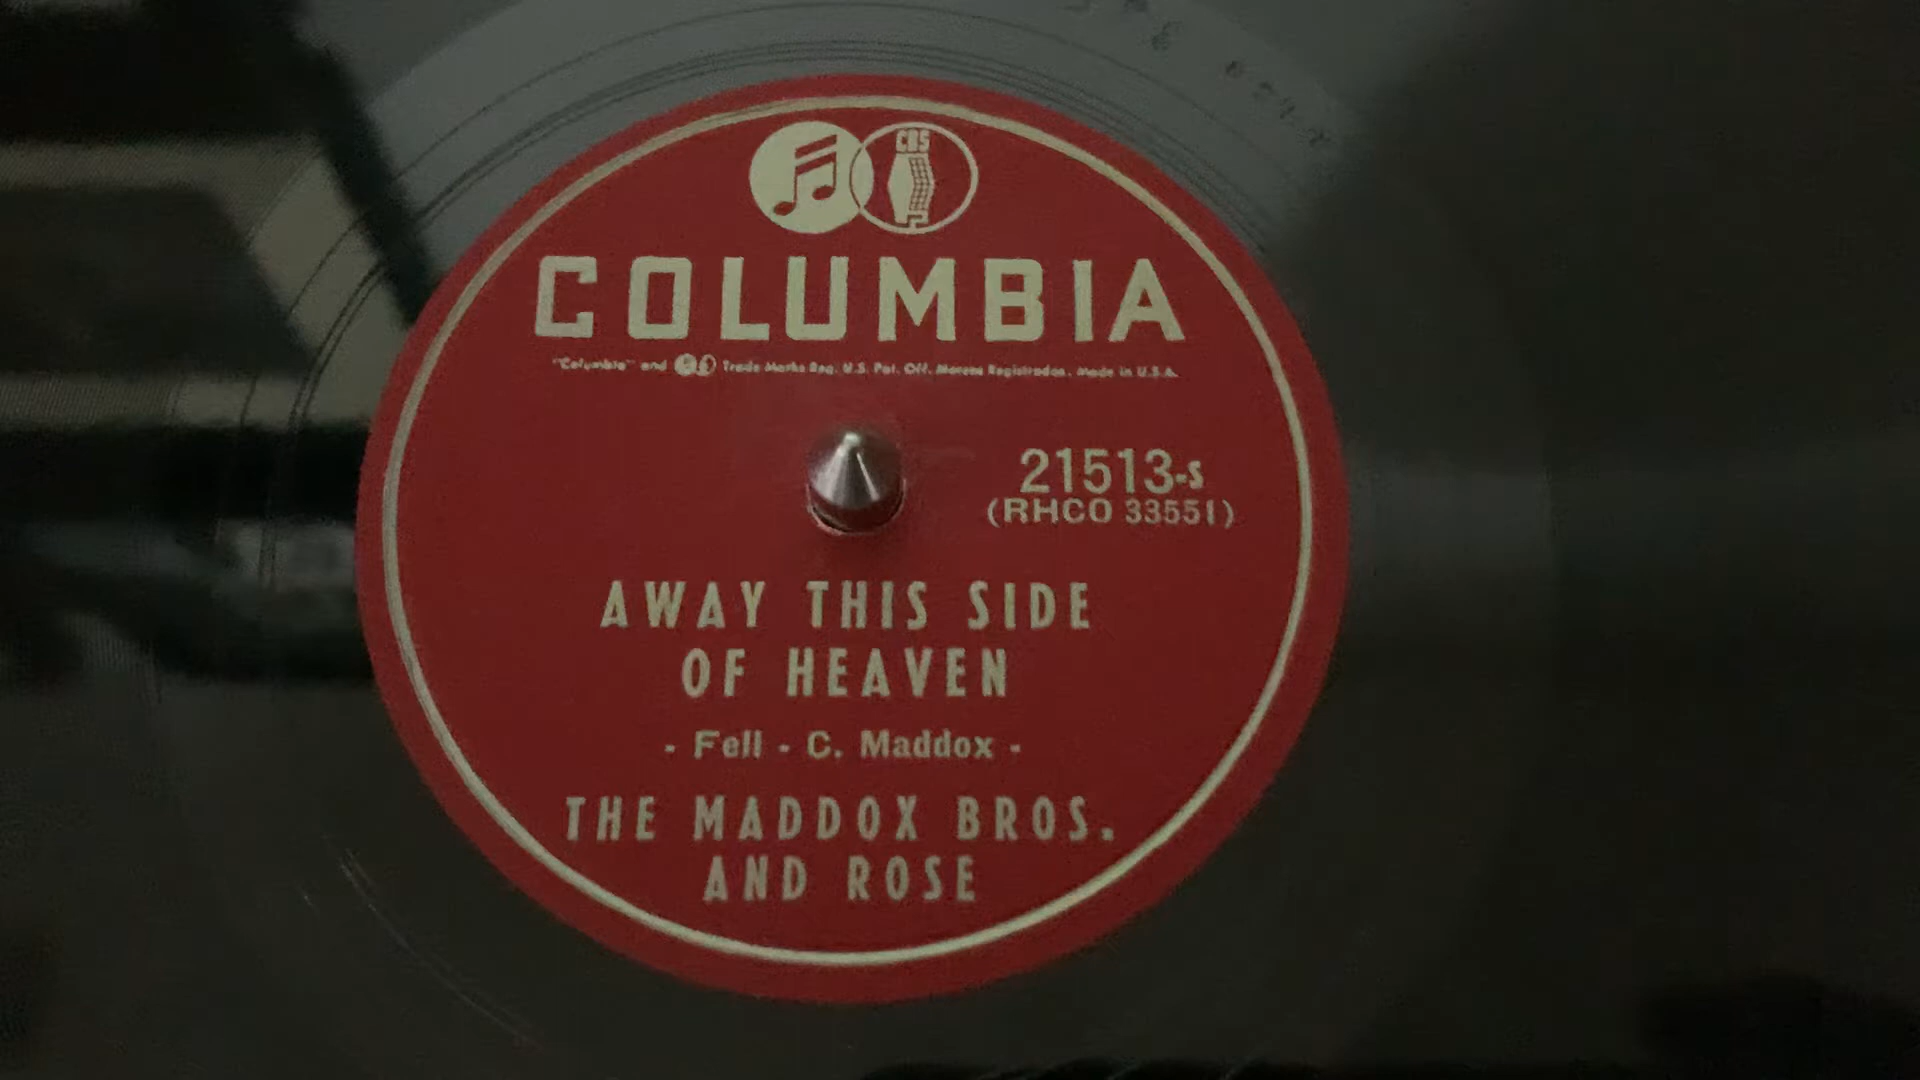 CBS
COLUMBIA
"Columbia" and Trade Marks Reg. U.S. Pat. Off. Marcas Registradas. Made in U.S.A.
21513-S
(RHCO 33551)
AWAY THIS SIDE
OF HEAVEN
- Fell - C. Maddox -
THE MADDOX BROS.
AND ROSE